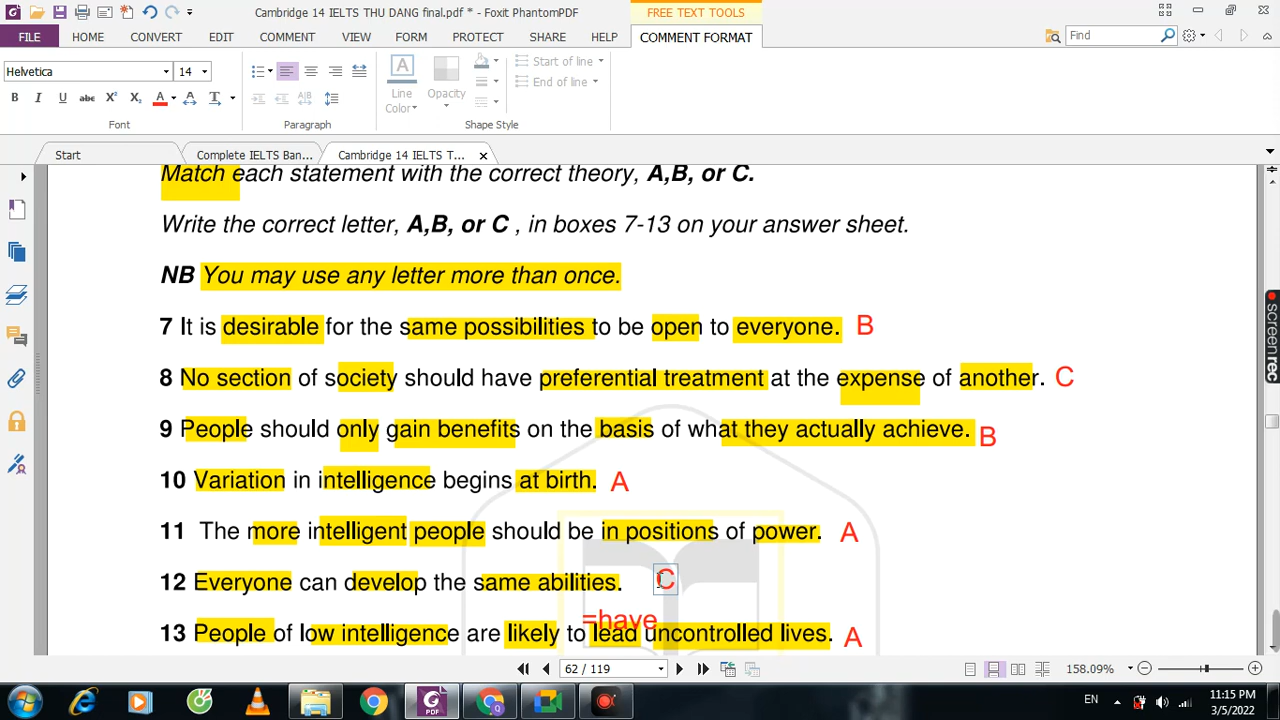 Cambridge 14 IELTS THU DANG final.pdf * - Foxit PhantomPDF
FREE TEXT TOOLS
FILE HOME CONVERT EDIT COMMENT VIEW FORM PROTECT SHARE HELP COMMENT FORMAT Find
Helvetica 14
B I U abc X² X₂ A A T
Line Color
Opacity
Start of line
End of line
Font Paragraph Shape Style
Start Complete IELTS Ban... Cambridge 14 IELTS T...
Match each statement with the correct theory, A,B, or C.
Write the correct letter, A,B, or C , in boxes 7-13 on your answer sheet.
NB You may use any letter more than once.
7 It is desirable for the same possibilities to be open to everyone. B
8 No section of society should have preferential treatment at the expense of another. C
9 People should only gain benefits on the basis of what they actually achieve. B
10 Variation in intelligence begins at birth. A
11 The more intelligent people should be in positions of power. A
12 Everyone can develop the same abilities. C
=have
13 People of low intelligence are likely to lead uncontrolled lives. A
62 / 119
158.09%
screenrec
PDF
EN
11:15 PM
3/5/2022